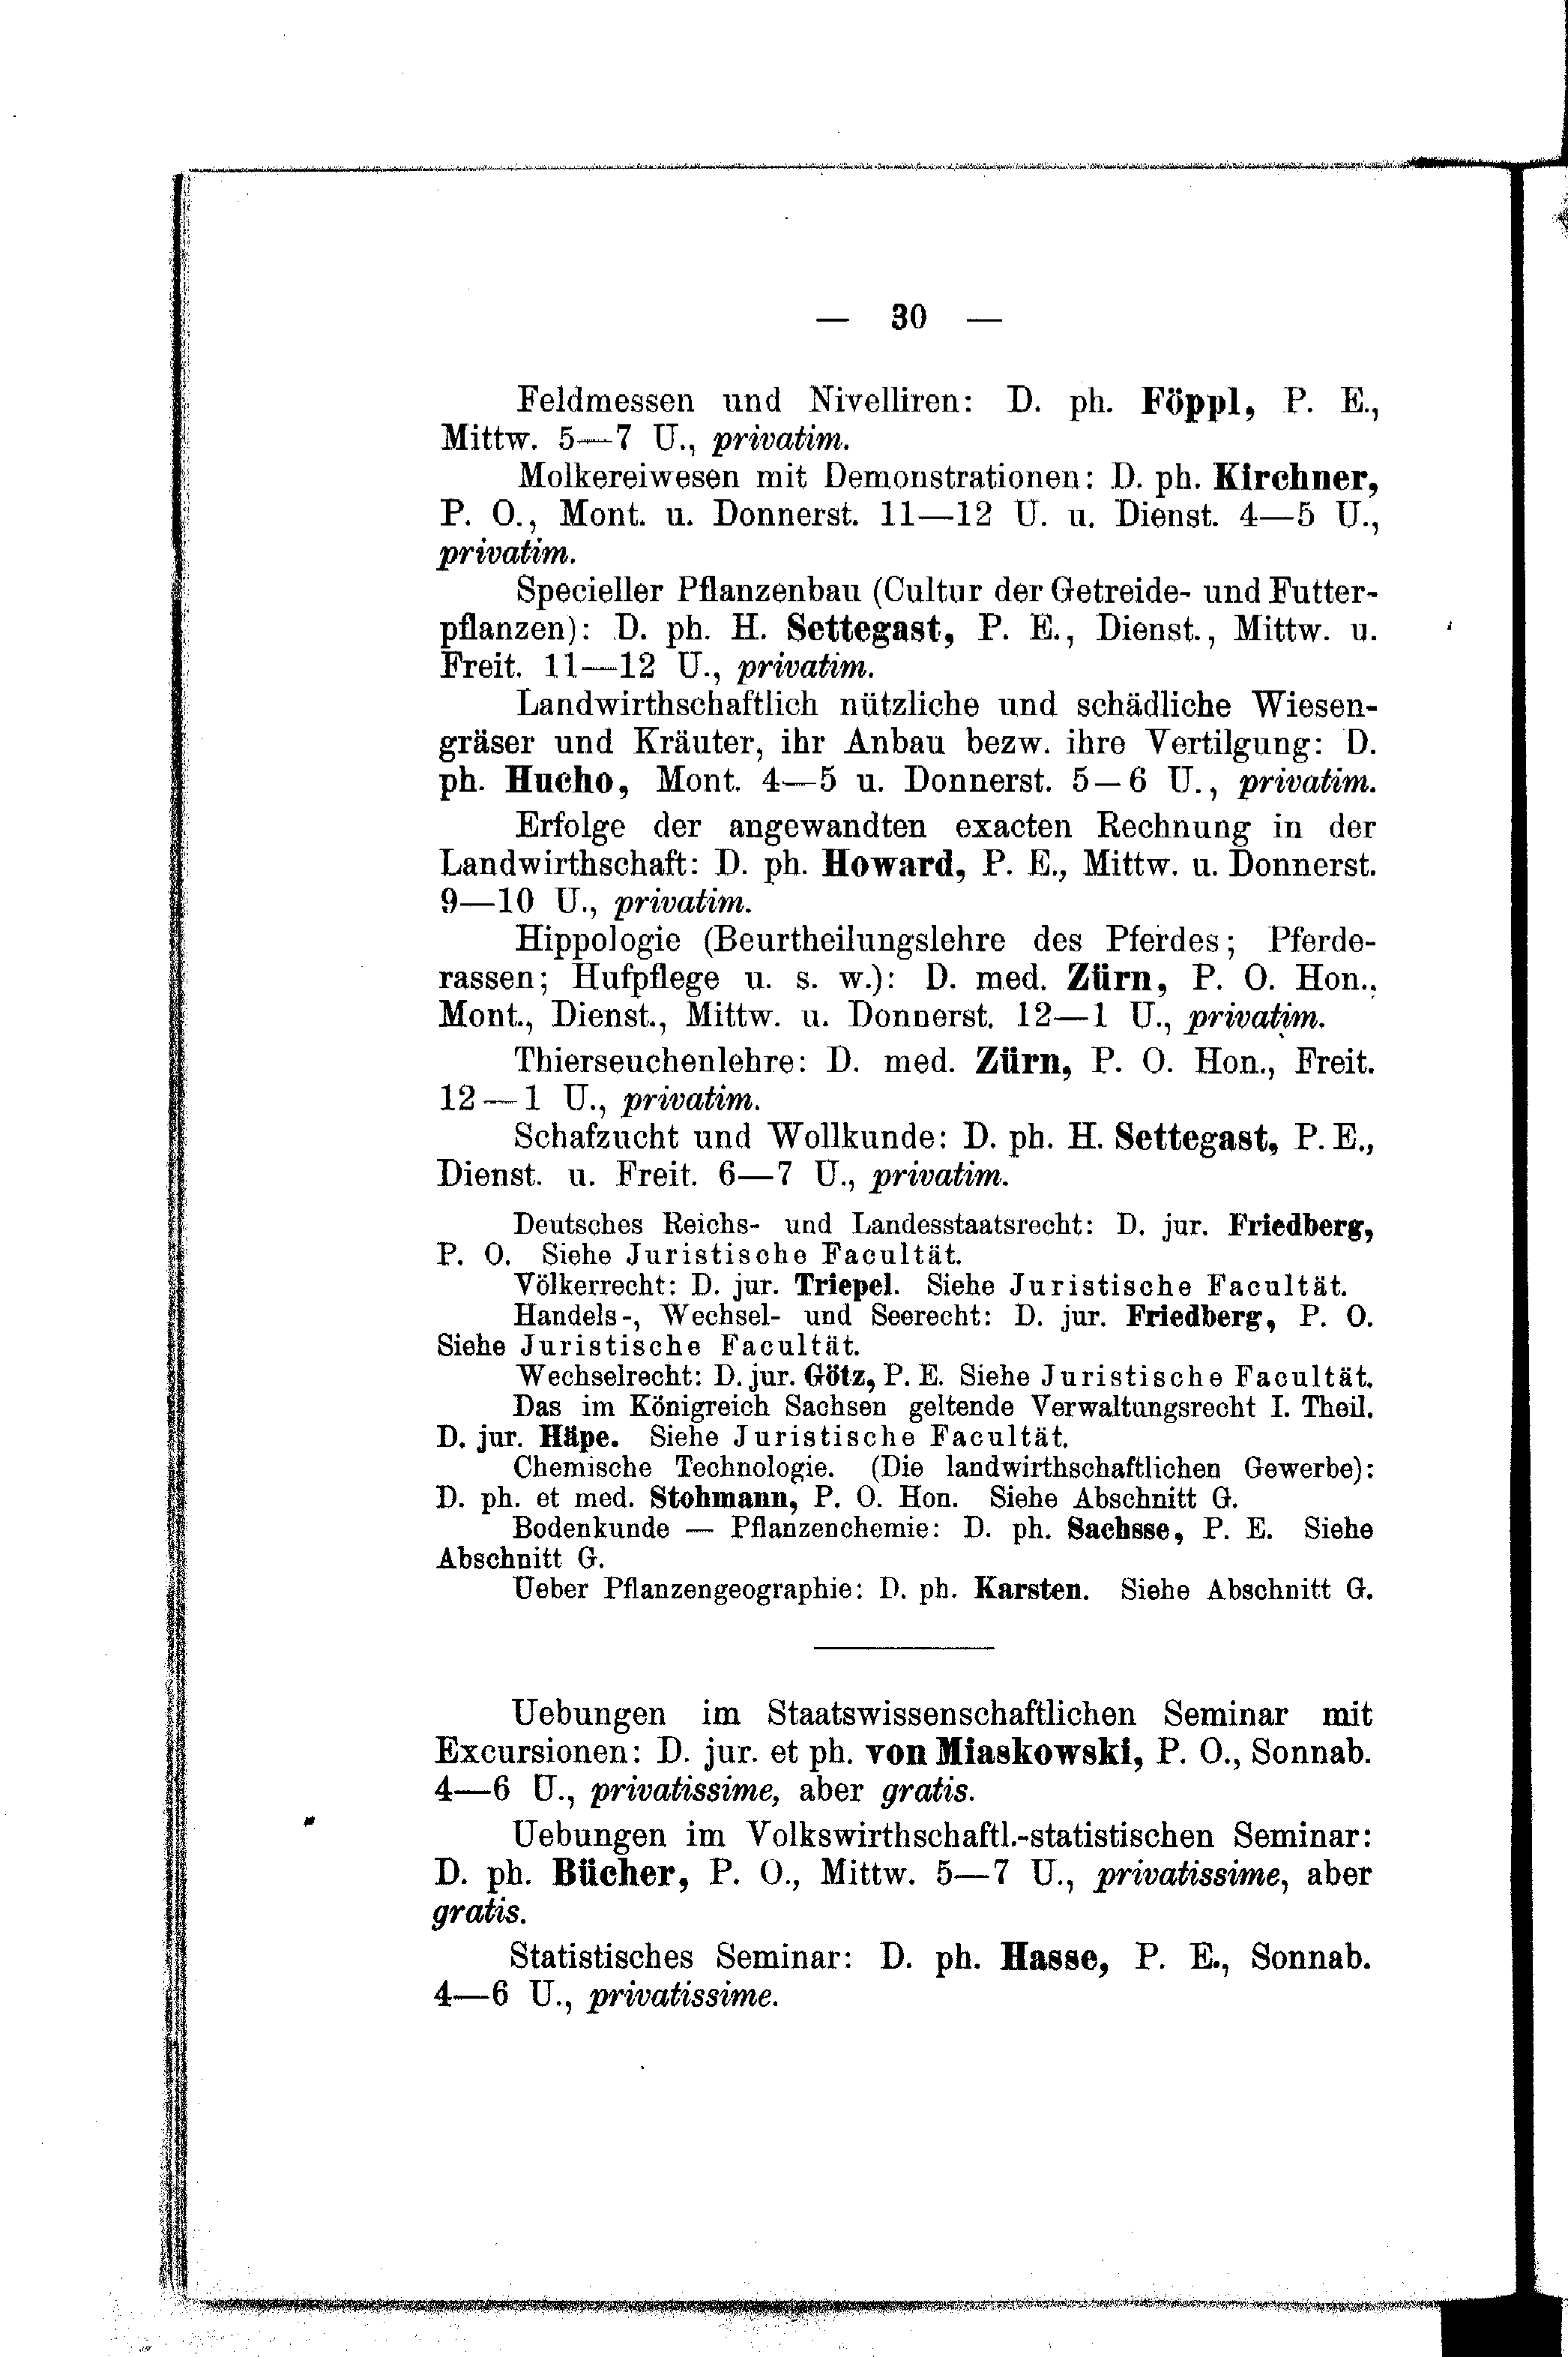 — 30 —
Feldmessen und Nivelliren: D. ph. Föppl, P. E.,
Mittw. 5—7 U., privatim.
Molkereiwesen mit Demonstrationen: D. ph. Kirchner,
P. O., Mont. u. Donnerst. 11—12 U. u. Dienst. 4—5 U.,
privatim.
Specieller Pflanzenbau (Cultur der Getreide- und Futter-
pflanzen): D. ph. H. Settegast, P. E., Dienst., Mittw. u.
Freit. 11—12 U., privatim.
Landwirthschaftlich nützliche und schädliche Wiesen-
gräser und Kräuter, ihr Anbau bezw. ihre Vertilgung: D.
ph. Hucho, Mont. 4—5 u. Donnerst. 5—6 U., privatim.
Erfolge der angewandten exacten Rechnung in der
Landwirthschaft: D. ph. Howard, P. E., Mittw. u. Donnerst.
9—10 U., privatim.
Hippologie (Beurtheilungslehre des Pferdes; Pferde-
rassen; Hufpflege u. s. w.): D. med. Zürn, P. O. Hon.,
Mont., Dienst., Mittw. u. Donnerst. 12—1 U., privatim.
Thierseuchenlehre: D. med. Zürn, P. O. Hon., Freit.
12—1 U., privatim.
Schafzucht und Wollkunde: D. ph. H. Settegast, P. E.,
Dienst. u. Freit. 6—7 U., privatim.
Deutsches Reichs- und Landesstaatsrecht: D. jur. Friedberg,
P. O. Siehe Juristische Facultät.
Völkerrecht: D. jur. Triepel. Siehe Juristische Facultät.
Handels-, Wechsel- und Seerecht: D. jur. Friedberg, P. O.
Siehe Juristische Facultät.
Wechselrecht: D. jur. Götz, P. E. Siehe Juristische Facultät.
Das im Königreich Sachsen geltende Verwaltungsrecht I. Theil.
D. jur. Häpe. Siehe Juristische Facultät.
Chemische Technologie. (Die landwirthschaftlichen Gewerbe):
D. ph. et med. Stohmann, P. O. Hon. Siehe Abschnitt G.
Bodenkunde — Pflanzenchemie: D. ph. Sachsse, P. E. Siehe
Abschnitt G.
Ueber Pflanzengeographie: D. ph. Karsten. Siehe Abschnitt G.
Uebungen im Staatswissenschaftlichen Seminar mit
Excursionen: D. jur. et ph. von Miaskowski, P. O., Sonnab.
4—6 U., privatissime, aber gratis.
Uebungen im Volkswirthschaftl.-statistischen Seminar:
D. ph. Bücher, P. O., Mittw. 5—7 U., privatissime, aber
gratis.
Statistisches Seminar: D. ph. Hasse, P. E., Sonnab.
4—6 U., privatissime.